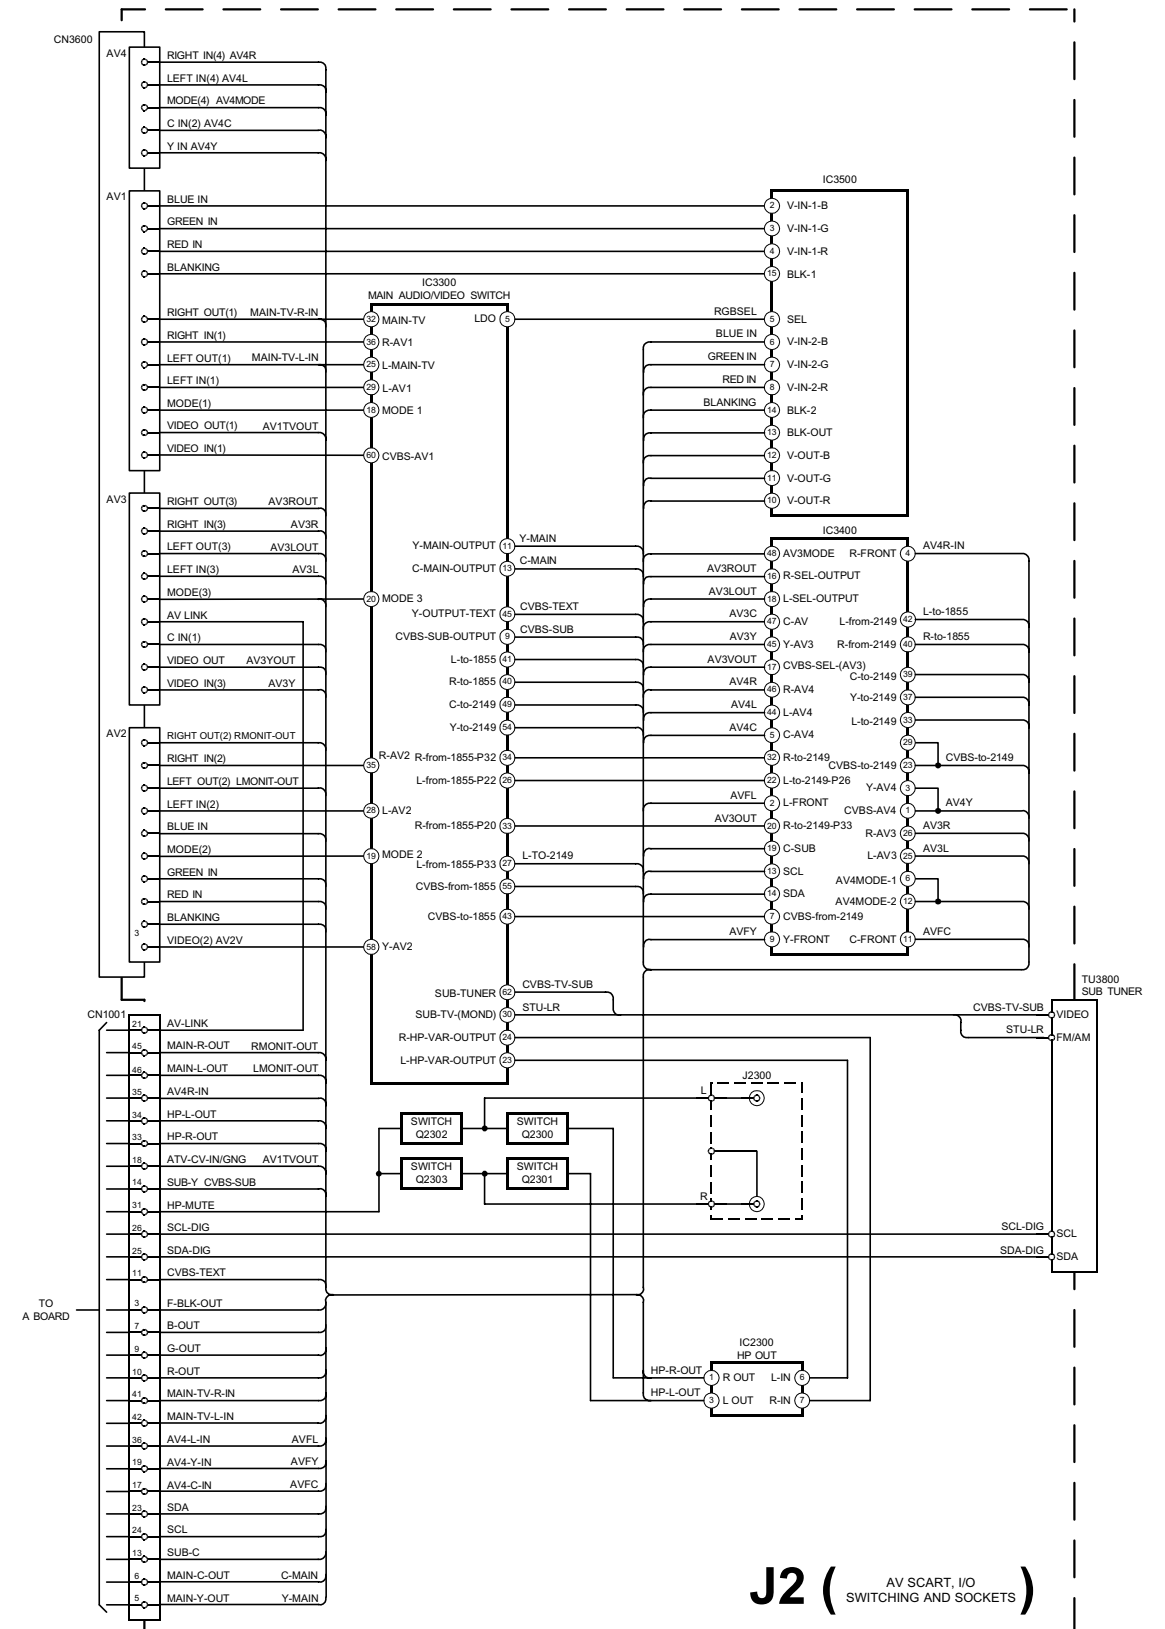 CN3600
AV4
RIGHT IN(4) AV4R
LEFT IN(4) AV4L
MODE(4) AV4MODE
C IN(2) AV4C
Y IN AV4Y
AV1
BLUE IN
GREEN IN
RED IN
BLANKING
RIGHT OUT(1) MAIN-TV-R-IN
RIGHT IN(1)
LEFT OUT(1) MAIN-TV-L-IN
LEFT IN(1)
MODE(1)
VIDEO OUT(1) AV1TVOUT
VIDEO IN(1)
AV3
RIGHT OUT(3) AV3ROUT
RIGHT IN(3) AV3R
LEFT OUT(3) AV3LOUT
LEFT IN(3) AV3L
MODE(3)
AV LINK
C IN(1)
VIDEO OUT AV3YOUT
VIDEO IN(3) AV3Y
AV2
RIGHT OUT(2) RMONIT-OUT
RIGHT IN(2)
LEFT OUT(2) LMONIT-OUT
LEFT IN(2)
BLUE IN
MODE(2)
GREEN IN
RED IN
BLANKING
3
VIDEO(2) AV2V
IC3300
MAIN AUDIO/VIDEO SWITCH
32 MAIN-TV
36 R-AV1
25 L-MAIN-TV
29 L-AV1
18 MODE 1
60 CVBS-AV1
20 MODE 3
35 R-AV2
28 L-AV2
19 MODE 2
58 Y-AV2
LDO 5
Y-MAIN-OUTPUT 11 Y-MAIN
C-MAIN-OUTPUT 13 C-MAIN
Y-OUTPUT-TEXT 45 CVBS-TEXT
CVBS-SUB-OUTPUT 9 CVBS-SUB
L-to-1855 41
R-to-1855 40
C-to-2149 49
Y-to-2149 54
R-from-1855-P32 34
L-from-1855-P22 26
R-from-1855-P20 33
L-from-1855-P33 27 L-TO-2149
CVBS-from-1855 55
CVBS-to-1855 43
SUB-TUNER 62 CVBS-TV-SUB
SUB-TV-(MOND) 30 STU-LR
R-HP-VAR-OUTPUT 24
L-HP-VAR-OUTPUT 23
IC3500
2 V-IN-1-B
3 V-IN-1-G
4 V-IN-1-R
15 BLK-1
RGBSEL 5 SEL
BLUE IN 6 V-IN-2-B
GREEN IN 7 V-IN-2-G
RED IN 8 V-IN-2-R
BLANKING 14 BLK-2
13 BLK-OUT
12 V-OUT-B
11 V-OUT-G
10 V-OUT-R
IC3400
48 AV3MODE
AV3ROUT 16 R-SEL-OUTPUT
AV3LOUT 18 L-SEL-OUTPUT
AV3C 47 C-AV
AV3Y 45 Y-AV3
AV3VOUT 17 CVBS-SEL-(AV3)
AV4R 46 R-AV4
AV4L 44 L-AV4
AV4C 5 C-AV4
32 R-to-2149
22 L-to-2149-P26
AVFL 2 L-FRONT
AV3OUT 20 R-to-2149-P33
19 C-SUB
13 SCL
14 SDA
7 CVBS-from-2149
AVFY 9 Y-FRONT
R-FRONT 4 AV4R-IN
L-from-2149 42 L-to-1855
R-from-2149 40 R-to-1855
C-to-2149 39
Y-to-2149 37
L-to-2149 33
29
CVBS-to-2149 23 CVBS-to-2149
Y-AV4 3
CVBS-AV4 1 AV4Y
R-AV3 26 AV3R
L-AV3 25 AV3L
AV4MODE-1 6
AV4MODE-2 12
C-FRONT 11 AVFC
TU3800
SUB TUNER
CVBS-TV-SUB VIDEO
STU-LR FM/AM
SCL-DIG SCL
SDA-DIG SDA
CN1001
21 AV-LINK
45 MAIN-R-OUT RMONIT-OUT
46 MAIN-L-OUT LMONIT-OUT
35 AV4R-IN
34 HP-L-OUT
33 HP-R-OUT
18 ATV-CV-IN/GNG AV1TVOUT
14 SUB-Y CVBS-SUB
31 HP-MUTE
26 SCL-DIG
25 SDA-DIG
11 CVBS-TEXT
3 F-BLK-OUT
7 B-OUT
9 G-OUT
10 R-OUT
41 MAIN-TV-R-IN
42 MAIN-TV-L-IN
36 AV4-L-IN AVFL
19 AV4-Y-IN AVFY
17 AV4-C-IN AVFC
23 SDA
24 SCL
13 SUB-C
6 MAIN-C-OUT C-MAIN
5 MAIN-Y-OUT Y-MAIN
TO
A BOARD
SWITCH
Q2302
SWITCH
Q2300
SWITCH
Q2303
SWITCH
Q2301
J2300
L
R
IC2300
HP OUT
HP-R-OUT 1 R OUT L-IN 6
HP-L-OUT 3 L OUT R-IN 7
J2 (
AV SCART, I/O
SWITCHING AND SOCKETS )